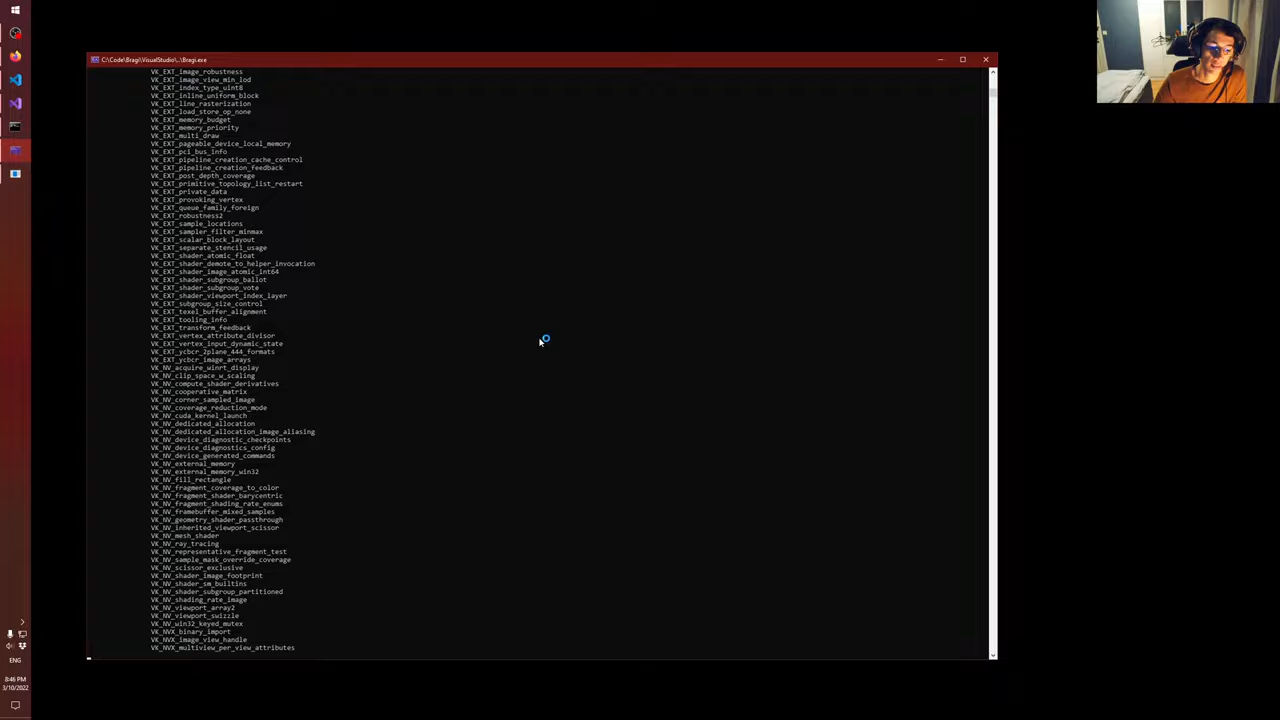 C:\Code\Bragi\VisualStudio\..\Bragi.exe
VK_EXT_image_robustness
VK_EXT_image_view_min_lod
VK_EXT_index_type_uint8
VK_EXT_inline_uniform_block
VK_EXT_line_rasterization
VK_EXT_load_store_op_none
VK_EXT_memory_budget
VK_EXT_memory_priority
VK_EXT_multi_draw
VK_EXT_pageable_device_local_memory
VK_EXT_pci_bus_info
VK_EXT_pipeline_creation_cache_control
VK_EXT_pipeline_creation_feedback
VK_EXT_post_depth_coverage
VK_EXT_primitive_topology_list_restart
VK_EXT_private_data
VK_EXT_provoking_vertex
VK_EXT_queue_family_foreign
VK_EXT_robustness2
VK_EXT_sample_locations
VK_EXT_sampler_filter_minmax
VK_EXT_scalar_block_layout
VK_EXT_separate_stencil_usage
VK_EXT_shader_atomic_float
VK_EXT_shader_demote_to_helper_invocation
VK_EXT_shader_image_atomic_int64
VK_EXT_shader_subgroup_ballot
VK_EXT_shader_subgroup_vote
VK_EXT_shader_viewport_index_layer
VK_EXT_subgroup_size_control
VK_EXT_texel_buffer_alignment
VK_EXT_tooling_info
VK_EXT_transform_feedback
VK_EXT_vertex_attribute_divisor
VK_EXT_vertex_input_dynamic_state
VK_EXT_ycbcr_2plane_444_formats
VK_EXT_ycbcr_image_arrays
VK_NV_acquire_winrt_display
VK_NV_clip_space_w_scaling
VK_NV_compute_shader_derivatives
VK_NV_cooperative_matrix
VK_NV_corner_sampled_image
VK_NV_coverage_reduction_mode
VK_NV_cuda_kernel_launch
VK_NV_dedicated_allocation
VK_NV_dedicated_allocation_image_aliasing
VK_NV_device_diagnostic_checkpoints
VK_NV_device_diagnostics_config
VK_NV_device_generated_commands
VK_NV_external_memory
VK_NV_external_memory_win32
VK_NV_fill_rectangle
VK_NV_fragment_coverage_to_color
VK_NV_fragment_shader_barycentric
VK_NV_fragment_shading_rate_enums
VK_NV_framebuffer_mixed_samples
VK_NV_geometry_shader_passthrough
VK_NV_inherited_viewport_scissor
VK_NV_mesh_shader
VK_NV_ray_tracing
VK_NV_representative_fragment_test
VK_NV_sample_mask_override_coverage
VK_NV_scissor_exclusive
VK_NV_shader_image_footprint
VK_NV_shader_sm_builtins
VK_NV_shader_subgroup_partitioned
VK_NV_shading_rate_image
VK_NV_viewport_array2
VK_NV_viewport_swizzle
VK_NV_win32_keyed_mutex
VK_NVX_binary_import
VK_NVX_image_view_handle
VK_NVX_multiview_per_view_attributes
ENG
8:46 PM
3/10/2022